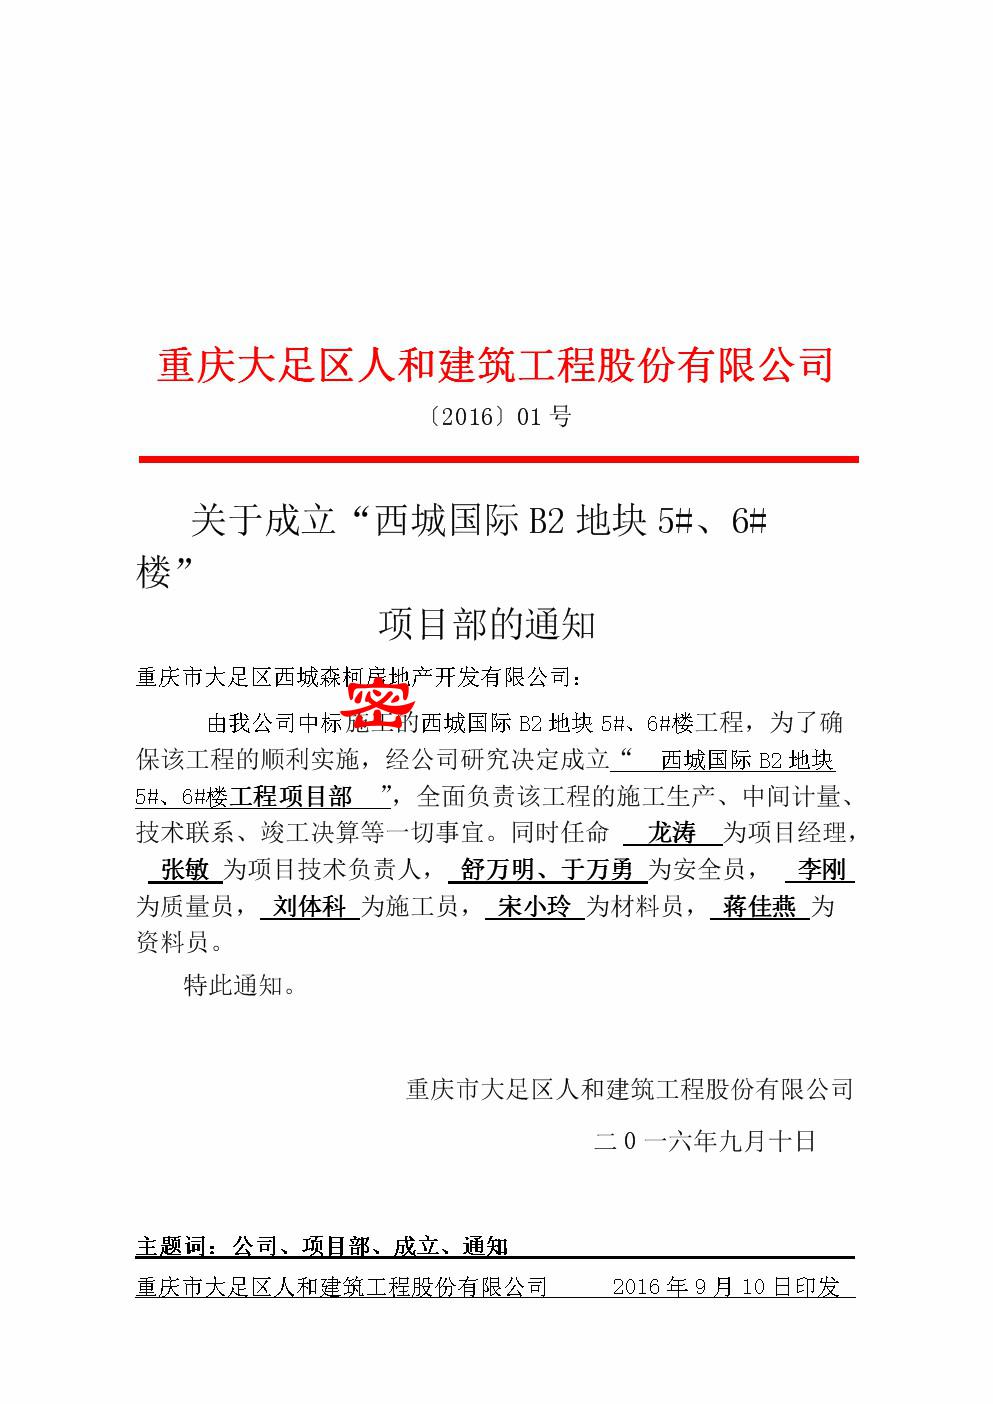 重庆大足区人和建筑工程股份有限公司
〔2016〕01 号
关于成立“西城国际 B2 地块 5#、6#
楼”
项目部的通知
重庆市大足区西城森柯房地产开发有限公司：
密
由我公司中标施工的西城国际 B2 地块 5#、6#楼工程，为了确
保该工程的顺利实施，经公司研究决定成立“ 西城国际 B2 地块
5#、6#楼工程项目部 ”，全面负责该工程的施工生产、中间计量、
技术联系、竣工决算等一切事宜。同时任命 龙涛 为项目经理，
张敏 为项目技术负责人， 舒万明、于万勇 为安全员， 李刚
为质量员， 刘体科 为施工员， 宋小玲 为材料员， 蒋佳燕 为
资料员。
特此通知。
重庆市大足区人和建筑工程股份有限公司
二 0 一六年九月十日
主题词：公司、项目部、成立、通知
重庆市大足区人和建筑工程股份有限公司 2016 年 9 月 10 日印发